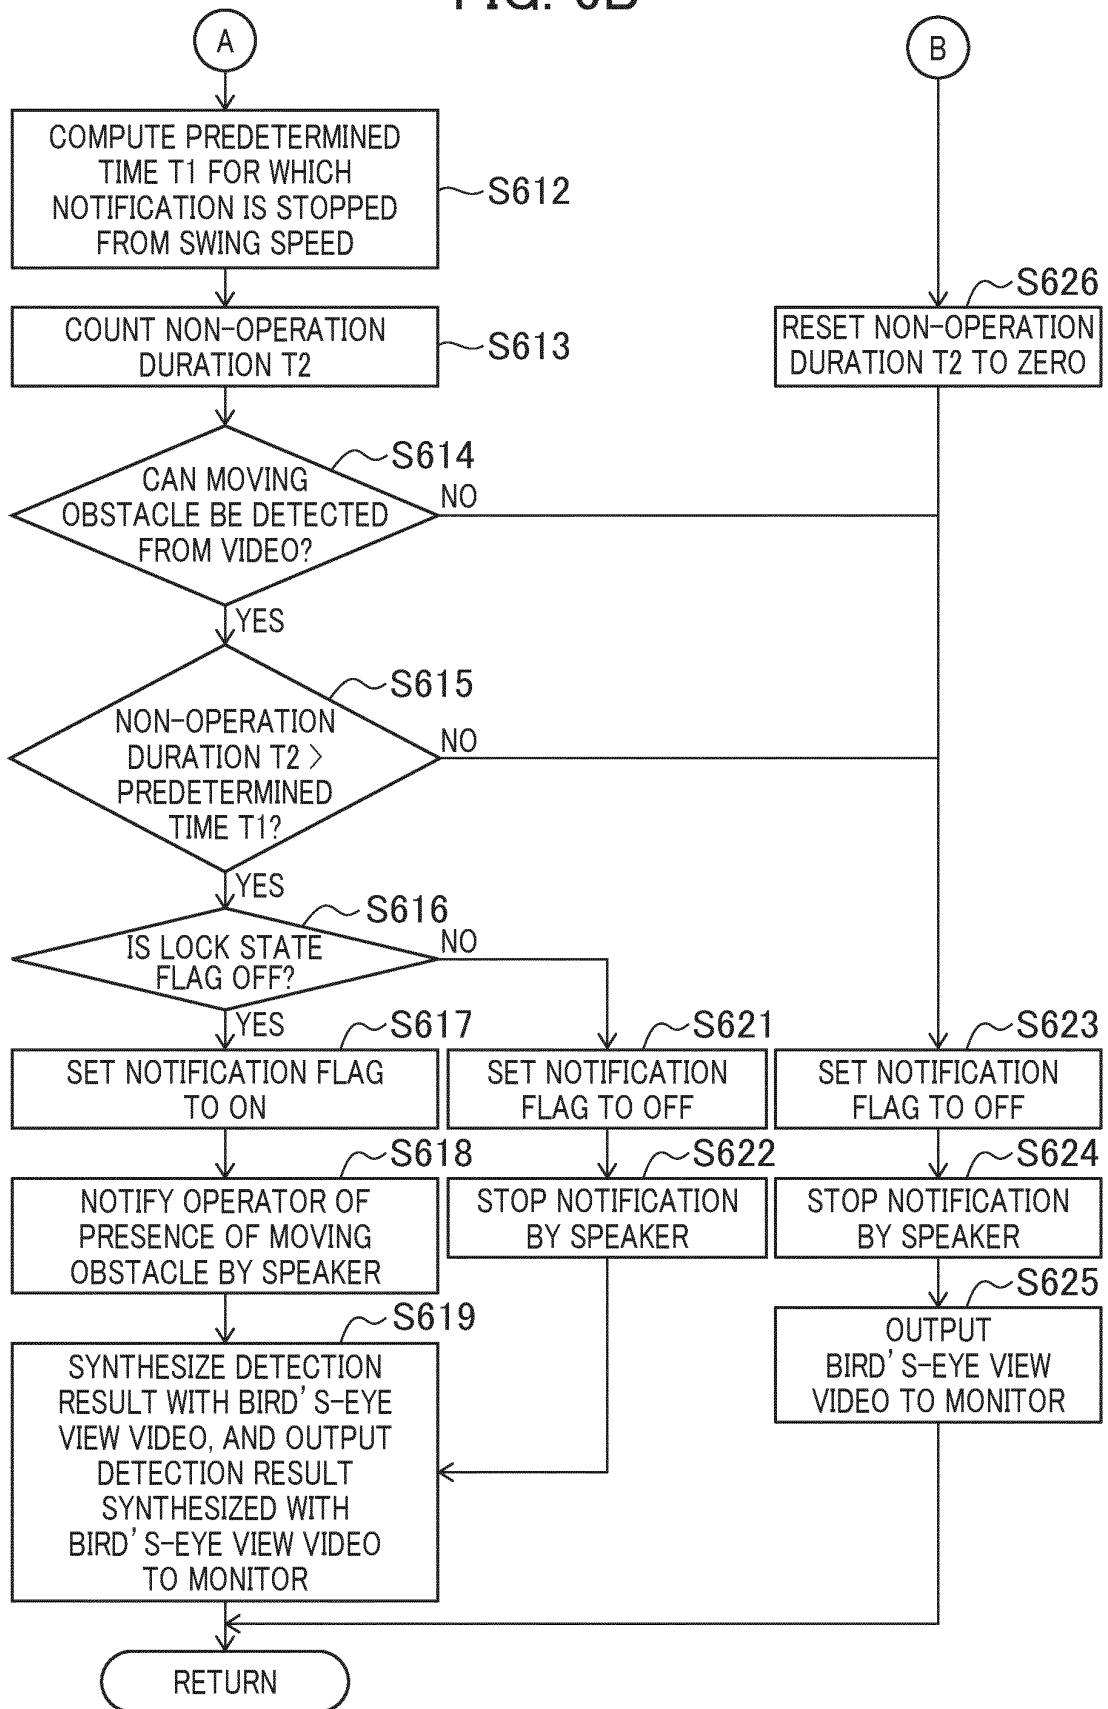 FIG. 6B
A
B
COMPUTE PREDETERMINED
TIME T1 FOR WHICH
NOTIFICATION IS STOPPED
FROM SWING SPEED
S612
S626
COUNT NON-OPERATION
DURATION T2
S613
RESET NON-OPERATION
DURATION T2 TO ZERO
S614
CAN MOVING
OBSTACLE BE DETECTED
FROM VIDEO?
NO
YES
S615
NON-OPERATION
DURATION T2 >
PREDETERMINED
TIME T1?
NO
YES
S616
IS LOCK STATE
FLAG OFF?
NO
YES
S617
SET NOTIFICATION FLAG
TO ON
S621
SET NOTIFICATION
FLAG TO OFF
S623
SET NOTIFICATION
FLAG TO OFF
S618
NOTIFY OPERATOR OF
PRESENCE OF MOVING
OBSTACLE BY SPEAKER
S622
STOP NOTIFICATION
BY SPEAKER
S624
STOP NOTIFICATION
BY SPEAKER
S625
OUTPUT
BIRD'S-EYE VIEW
VIDEO TO MONITOR
S619
SYNTHESIZE DETECTION
RESULT WITH BIRD'S-EYE
VIEW VIDEO, AND OUTPUT
DETECTION RESULT
SYNTHESIZED WITH
BIRD'S-EYE VIEW VIDEO
TO MONITOR
RETURN